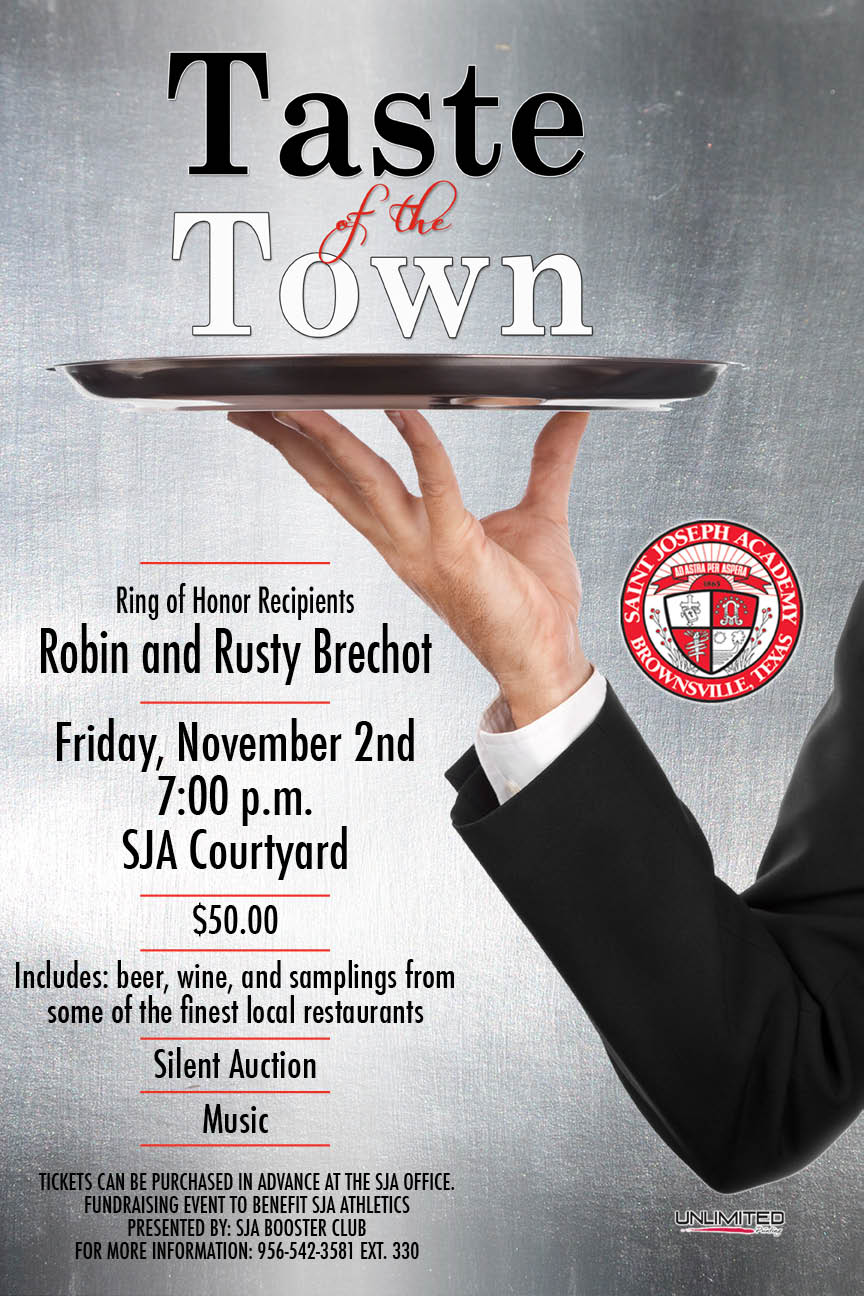 Taste
of the
Town
SAINT JOSEPH ACADEMY
AD ASTRA PER ASPERA
1865
BROWNSVILLE, TEXAS
Ring of Honor Recipients
Robin and Rusty Brechot
Friday, November 2nd
7:00 p.m.
SJA Courtyard
$50.00
Includes: beer, wine, and samplings from
some of the finest local restaurants
Silent Auction
Music
TICKETS CAN BE PURCHASED IN ADVANCE AT THE SJA OFFICE.
FUNDRAISING EVENT TO BENEFIT SJA ATHLETICS
PRESENTED BY: SJA BOOSTER CLUB
FOR MORE INFORMATION: 956-542-3581 EXT. 330
UNLIMITED
Printing